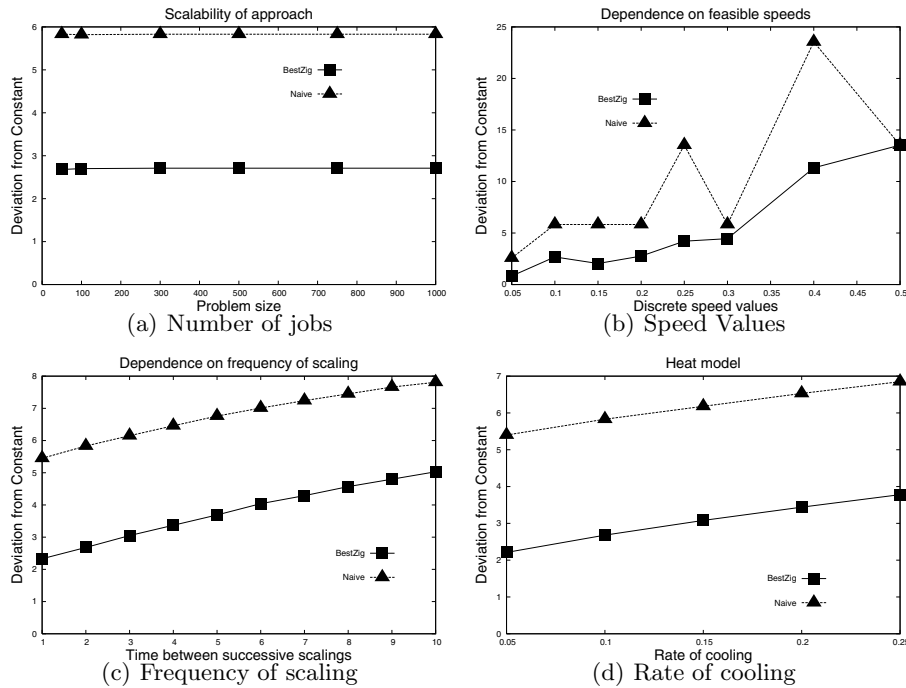 Scalability of approach
6
5
4
3
2
1
0
Deviation from Constant
BestZig
Naive
0 100 200 300 400 500 600 700 800 900 1000
Problem size
(a) Number of jobs
Dependence on feasible speeds
25
20
15
10
5
0
Deviation from Constant
BestZig
Naive
0.05 0.1 0.15 0.2 0.25 0.3 0.4 0.5
Discrete speed values
(b) Speed Values
Dependence on frequency of scaling
8
7
6
5
4
3
2
1
0
Deviation from Constant
BestZig
Naive
1 2 3 4 5 6 7 8 9 10
Time between successive scalings
(c) Frequency of scaling
Heat model
7
6
5
4
3
2
1
0
Deviation from Constant
BestZig
Naive
0.05 0.1 0.15 0.2 0.25
Rate of cooling
(d) Rate of cooling